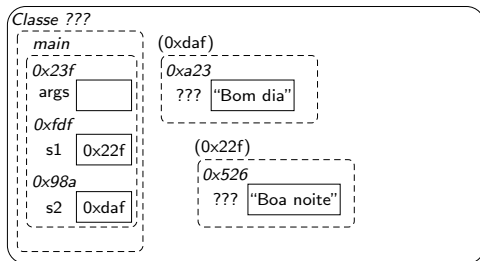 Classe ???
main
0x23f
args
0xfdf
s1 0x22f
0x98a
s2 0xdaf
(0xdaf)
0xa23
??? “Bom dia”
(0x22f)
0x526
??? “Boa noite”